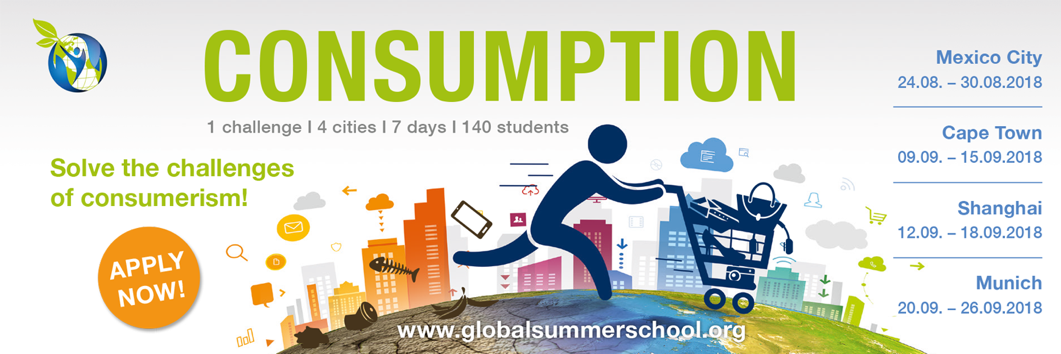 CONSUMPTION
1 challenge I 4 cities I 7 days I 140 students
Solve the challenges
of consumerism!
APPLY
NOW!
www.globalsummerschool.org
Mexico City
24.08. – 30.08.2018
Cape Town
09.09. – 15.09.2018
Shanghai
12.09. – 18.09.2018
Munich
20.09. – 26.09.2018